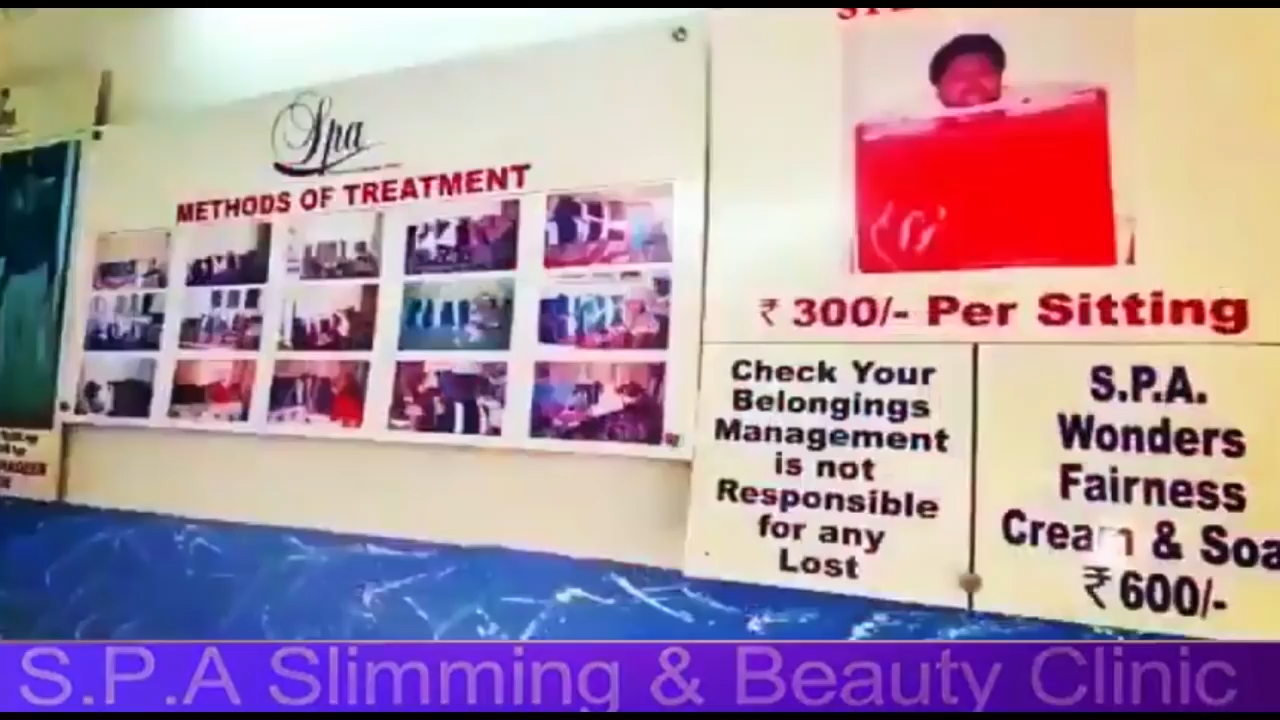 Spa
METHODS OF TREATMENT
₹ 300/- Per Sitting
Check Your
Belongings
Management
is not
Responsible
for any
Lost
S.P.A.
Wonders
Fairness
Cream & Soa
₹600/-
S.P.A Slimming & Beauty Clinic